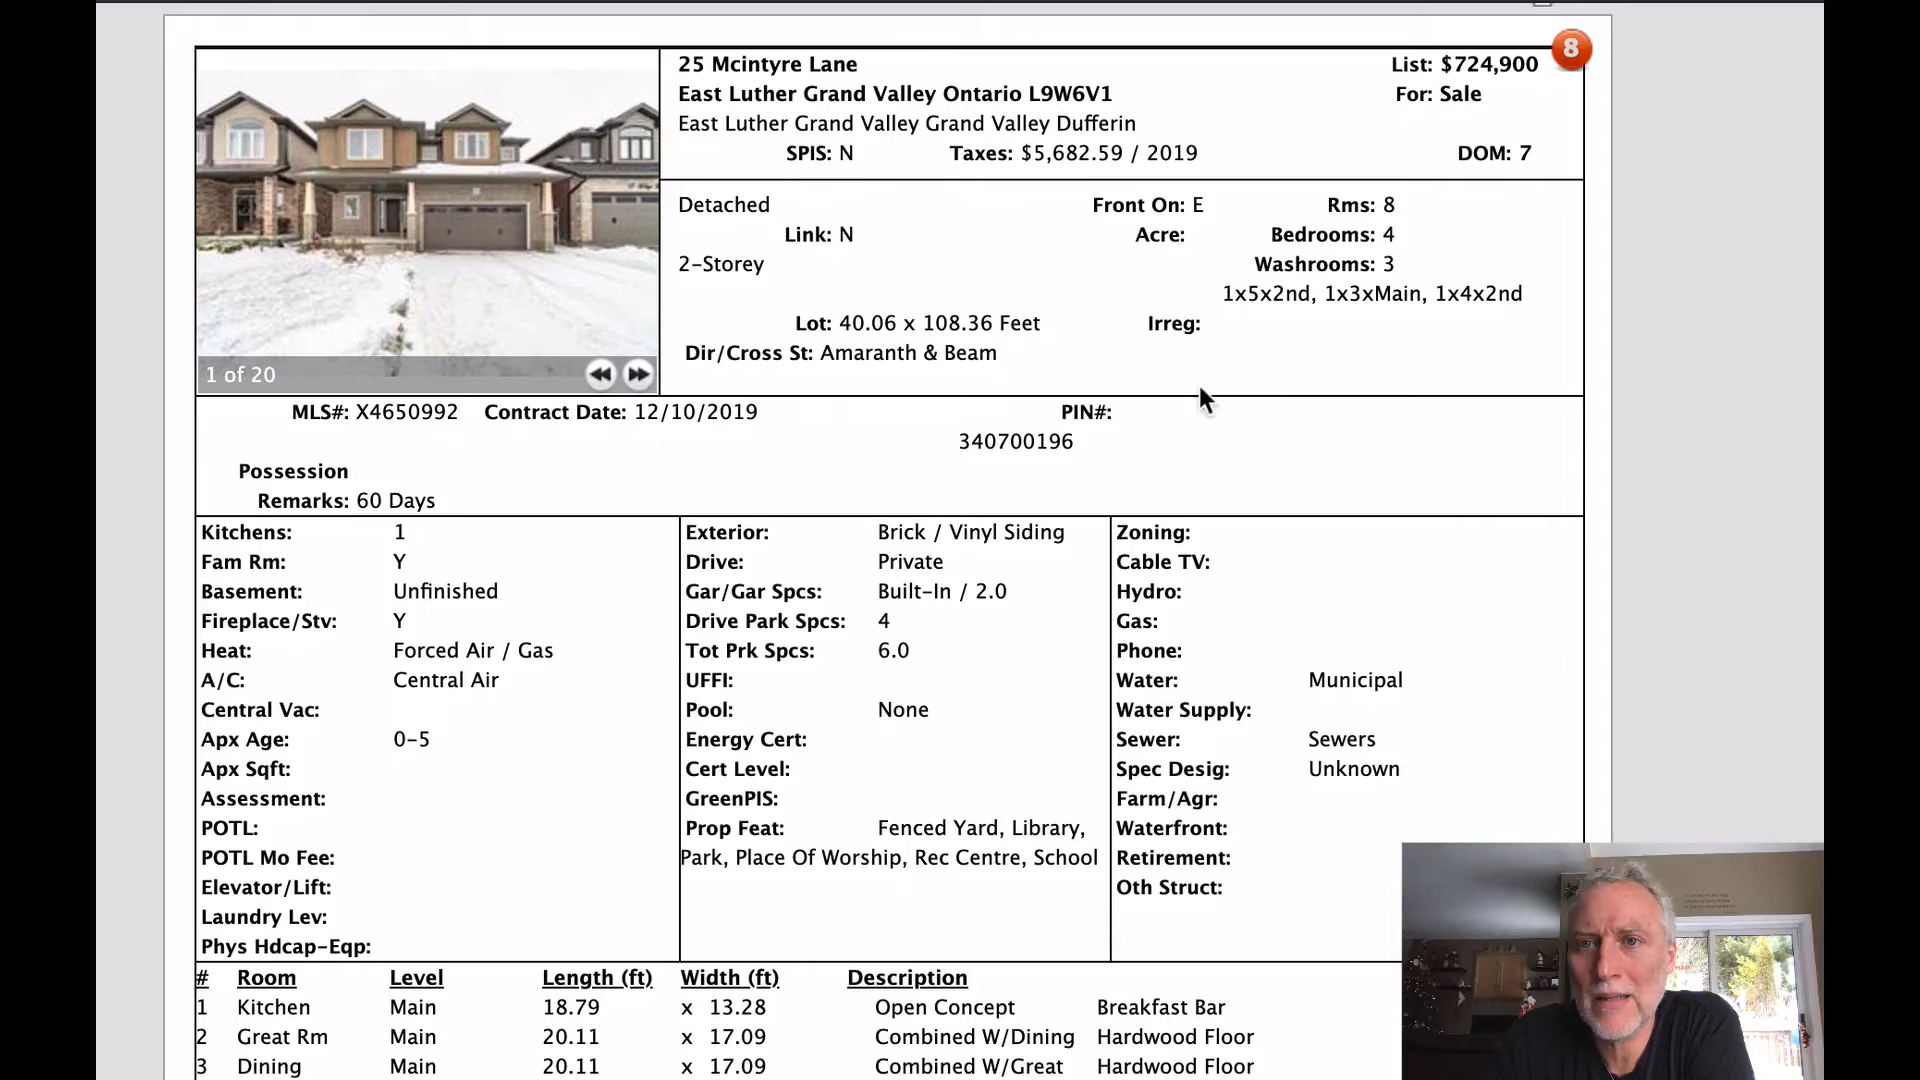 8
25 Mcintyre Lane
List: $724,900
East Luther Grand Valley Ontario L9W6V1
For: Sale
East Luther Grand Valley Grand Valley Dufferin
SPIS: N Taxes: $5,682.59 / 2019 DOM: 7
Detached Front On: E Rms: 8
Link: N Acre: Bedrooms: 4
2-Storey Washrooms: 3
1x5x2nd, 1x3xMain, 1x4x2nd
Lot: 40.06 x 108.36 Feet Irreg:
Dir/Cross St: Amaranth & Beam
1 of 20
MLS#: X4650992 Contract Date: 12/10/2019 PIN#:
340700196
Possession
Remarks: 60 Days
Kitchens: 1 Exterior: Brick / Vinyl Siding Zoning:
Fam Rm: Y Drive: Private Cable TV:
Basement: Unfinished Gar/Gar Spcs: Built-In / 2.0 Hydro:
Fireplace/Stv: Y Drive Park Spcs: 4 Gas:
Heat: Forced Air / Gas Tot Prk Spcs: 6.0 Phone:
A/C: Central Air UFFI: Water: Municipal
Central Vac: Pool: None Water Supply:
Apx Age: 0-5 Energy Cert: Sewer: Sewers
Apx Sqft: Cert Level: Spec Desig: Unknown
Assessment: GreenPIS: Farm/Agr:
POTL: Prop Feat: Fenced Yard, Library, Waterfront:
POTL Mo Fee: Park, Place Of Worship, Rec Centre, School Retirement:
Elevator/Lift: Oth Struct:
Laundry Lev:
Phys Hdcap-Eqp:
# Room Level Length (ft) Width (ft) Description
1 Kitchen Main 18.79 x 13.28 Open Concept Breakfast Bar
2 Great Rm Main 20.11 x 17.09 Combined W/Dining Hardwood Floor
3 Dining Main 20.11 x 17.09 Combined W/Great Hardwood Floor